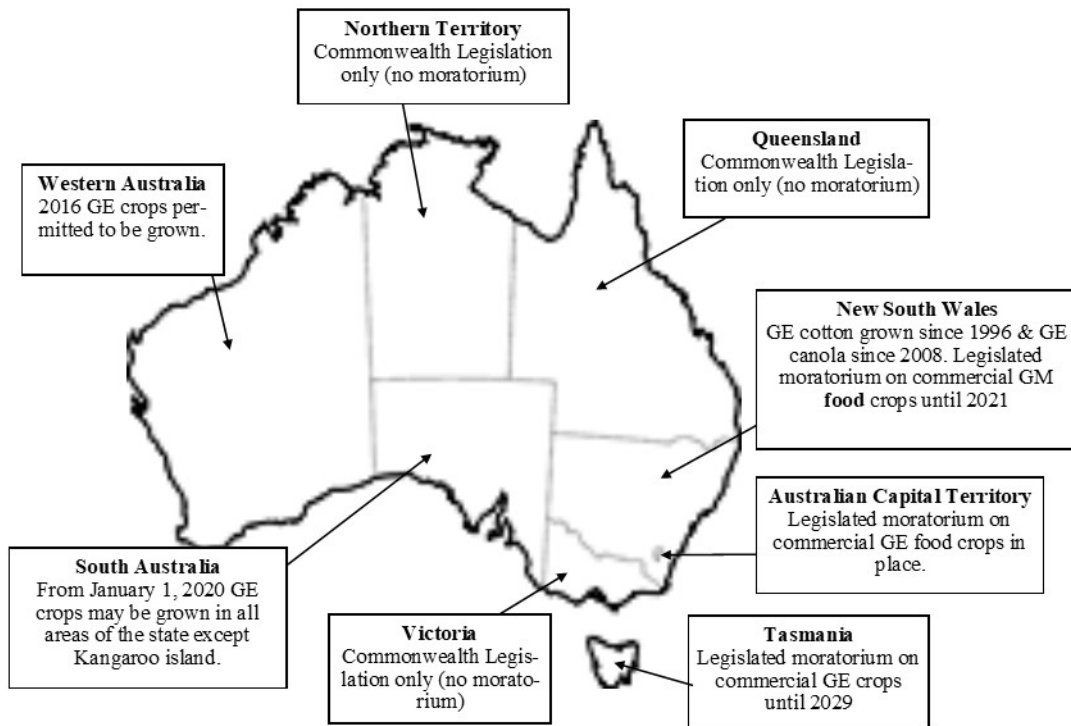 Northern Territory
Commonwealth Legislation
only (no moratorium)
Queensland
Commonwealth Legisla-
tion only (no moratorium)
Western Australia
2016 GE crops per-
mitted to be grown.
New South Wales
GE cotton grown since 1996 & GE
canola since 2008. Legislated
moratorium on commercial GM
food crops until 2021
Australian Capital Territory
Legislated moratorium on
commercial GE food crops in
place.
South Australia
From January 1, 2020 GE
crops may be grown in all
areas of the state except
Kangaroo island.
Victoria
Commonwealth Legis-
lation only (no morato-
rium)
Tasmania
Legislated moratorium on
commercial GE crops
until 2029